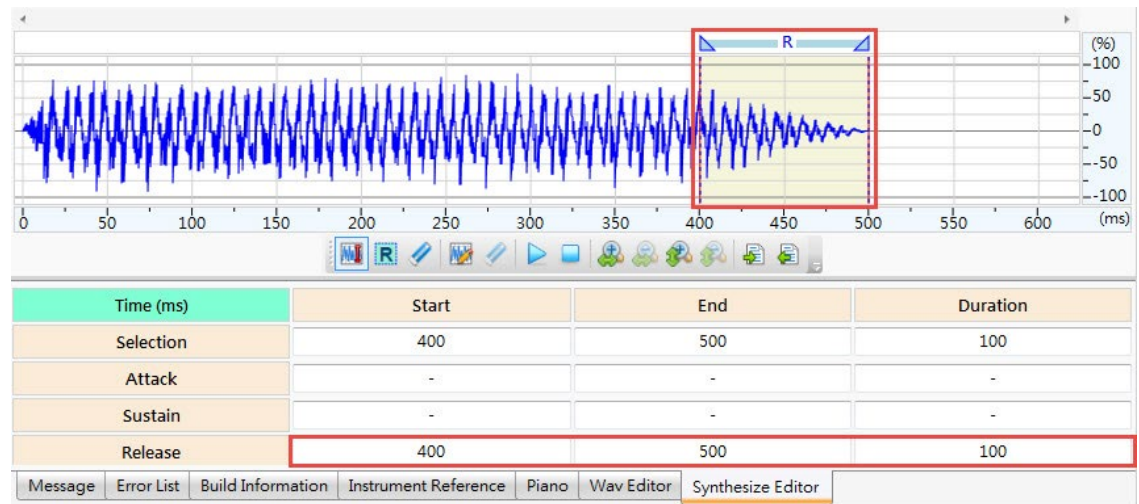 R
(%)
100
50
0
-50
-100
0 50 100 150 200 250 300 350 400 450 500 550 600 (ms)
R
Time (ms) Start End Duration
Selection 400 500 100
Attack - - -
Sustain - - -
Release 400 500 100
Message Error List Build Information Instrument Reference Piano Wav Editor Synthesize Editor